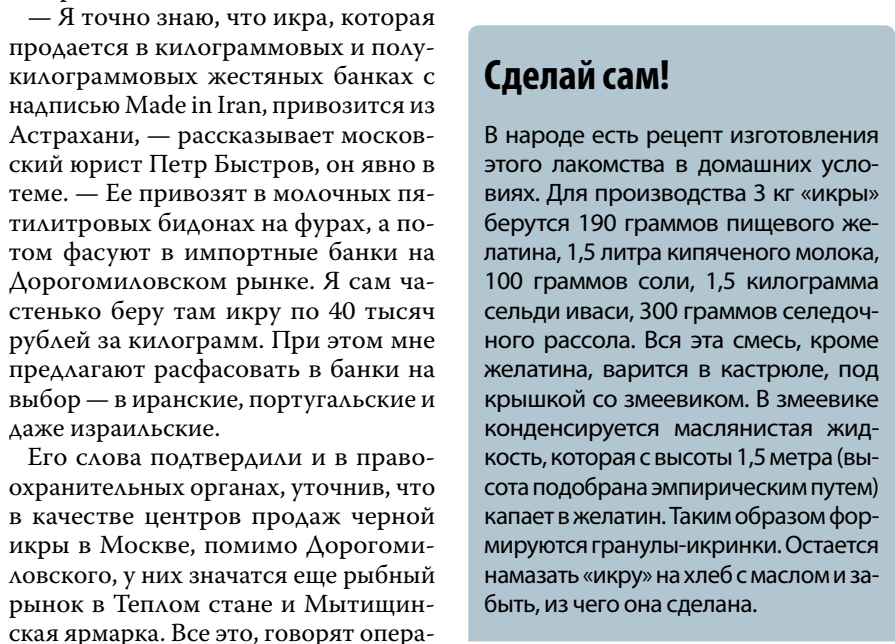 — Я точно знаю, что икра, которая
продается в килограммовых и полу-
килограммовых жестяных банках с
надписью Made in Iran, привозится из
Астрахани, — рассказывает москов-
ский юрист Петр Быстров, он явно в
теме. — Ее привозят в молочных пя-
тилитровых бидонах на фурах, а по-
том фасуют в импортные банки на
Дорогомиловском рынке. Я сам ча-
стенько беру там икру по 40 тысяч
рублей за килограмм. При этом мне
предлагают расфасовать в банки на
выбор — в иранские, португальские и
даже израильские.
Его слова подтвердили и в право-
охранительных органах, уточнив, что
в качестве центров продаж черной
икры в Москве, помимо Дорогоми-
ловского, у них значатся еще рыбный
рынок в Теплом стане и Мытищин-
ская ярмарка. Все это, говорят опера-
Сделай сам!
В народе есть рецепт изготовления
этого лакомства в домашних усло-
виях. Для производства 3 кг «икры»
берутся 190 граммов пищевого же-
латина, 1,5 литра кипяченого молока,
100 граммов соли, 1,5 килограмма
сельди иваси, 300 граммов селедоч-
ного рассола. Вся эта смесь, кроме
желатина, варится в кастрюле, под
крышкой со змеевиком. В змеевике
конденсируется маслянистая жид-
кость, которая с высоты 1,5 метра (вы-
сота подобрана эмпирическим путем)
капает в желатин. Таким образом фор-
мируются гранулы-икринки. Остается
намазать «икру» на хлеб с маслом и за-
быть, из чего она сделана.